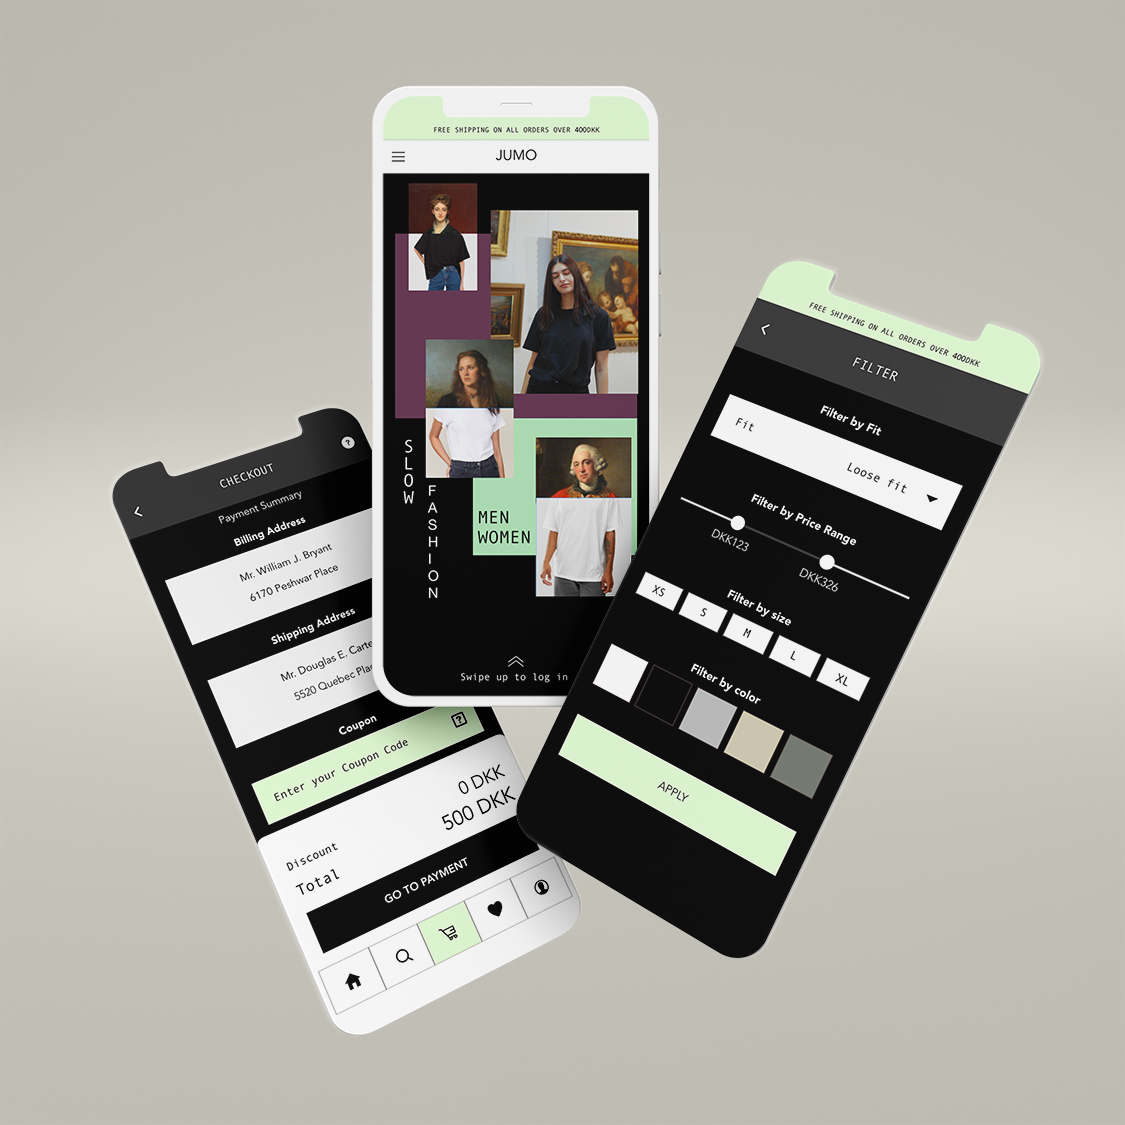 FREE SHIPPING ON ALL ORDERS OVER 400DKK
JUMO
SLOW
FASHION
MEN
WOMEN
Swipe up to log in
CHECKOUT
?
Payment Summary
Billing Address
Mr. William J. Bryant
6170 Peshwar Place
Shipping Address
Mr. Douglas E. Carte
5520 Quebec Pla
Coupon
Enter your Coupon Code
?
0 DKK
500 DKK
Discount
Total
GO TO PAYMENT
FREE SHIPPING ON ALL ORDERS OVER 400DKK
FILTER
Filter by Fit
Fit
Loose fit
Filter by Price Range
DKK123
DKK326
Filter by size
XS
S
M
L
XL
Filter by color
APPLY